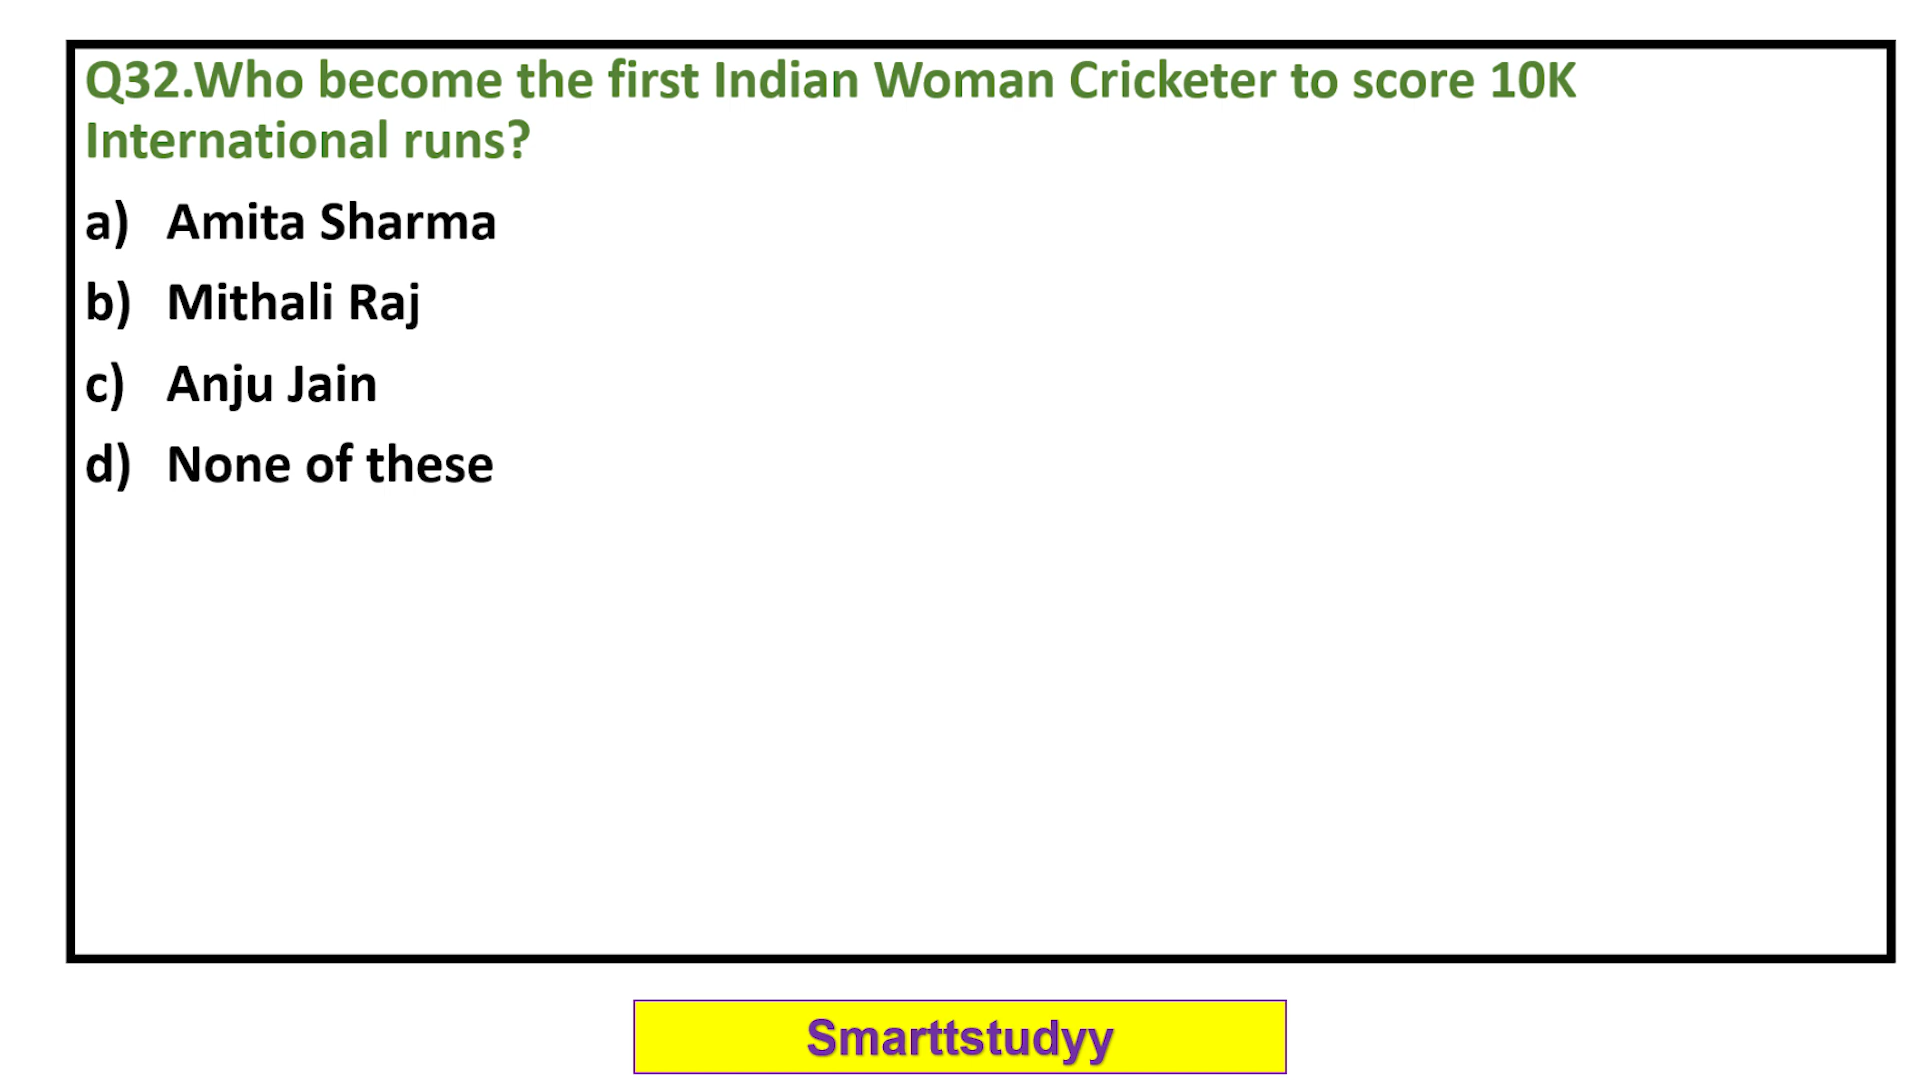 Q32.Who become the first Indian Woman Cricketer to score 10K
International runs?
a) Amita Sharma
b) Mithali Raj
c) Anju Jain
d) None of these
Smarttstudyy